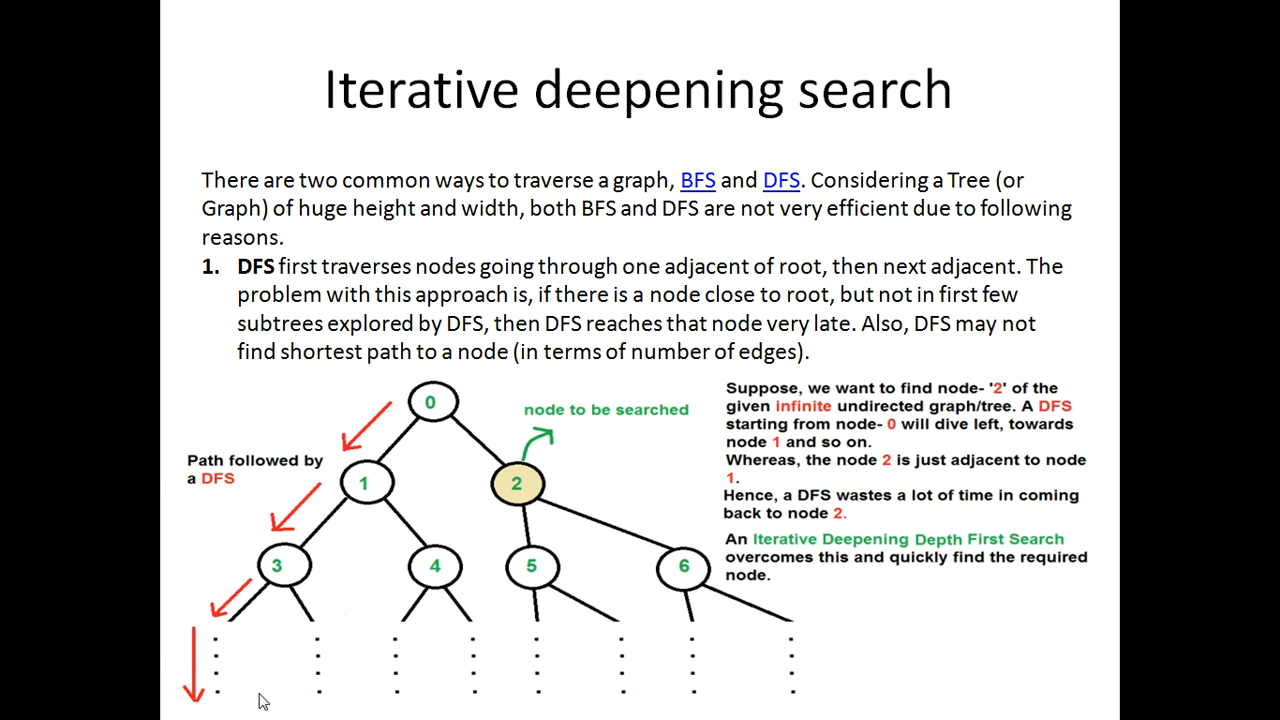 Iterative deepening search
There are two common ways to traverse a graph, BFS and DFS. Considering a Tree (or
Graph) of huge height and width, both BFS and DFS are not very efficient due to following
reasons.
1. DFS first traverses nodes going through one adjacent of root, then next adjacent. The
problem with this approach is, if there is a node close to root, but not in first few
subtrees explored by DFS, then DFS reaches that node very late. Also, DFS may not
find shortest path to a node (in terms of number of edges).
0
node to be searched
Path followed by
a DFS
1
2
3
4
5
6
Suppose, we want to find node- '2' of the
given infinite undirected graph/tree. A DFS
starting from node- 0 will dive left, towards
node 1 and so on.
Whereas, the node 2 is just adjacent to node
1.
Hence, a DFS wastes a lot of time in coming
back to node 2.
An Iterative Deepening Depth First Search
overcomes this and quickly find the required
node.